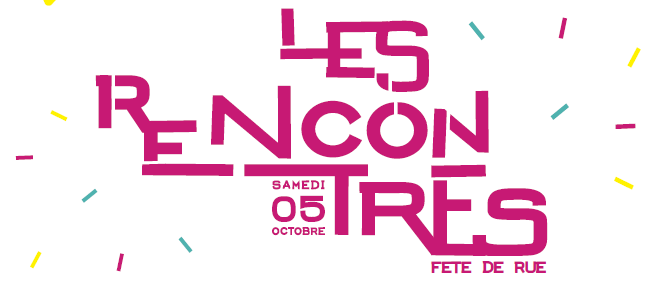 LES
RENCON
TRES
SAMEDI
05
OCTOBRE
FETE DE RUE